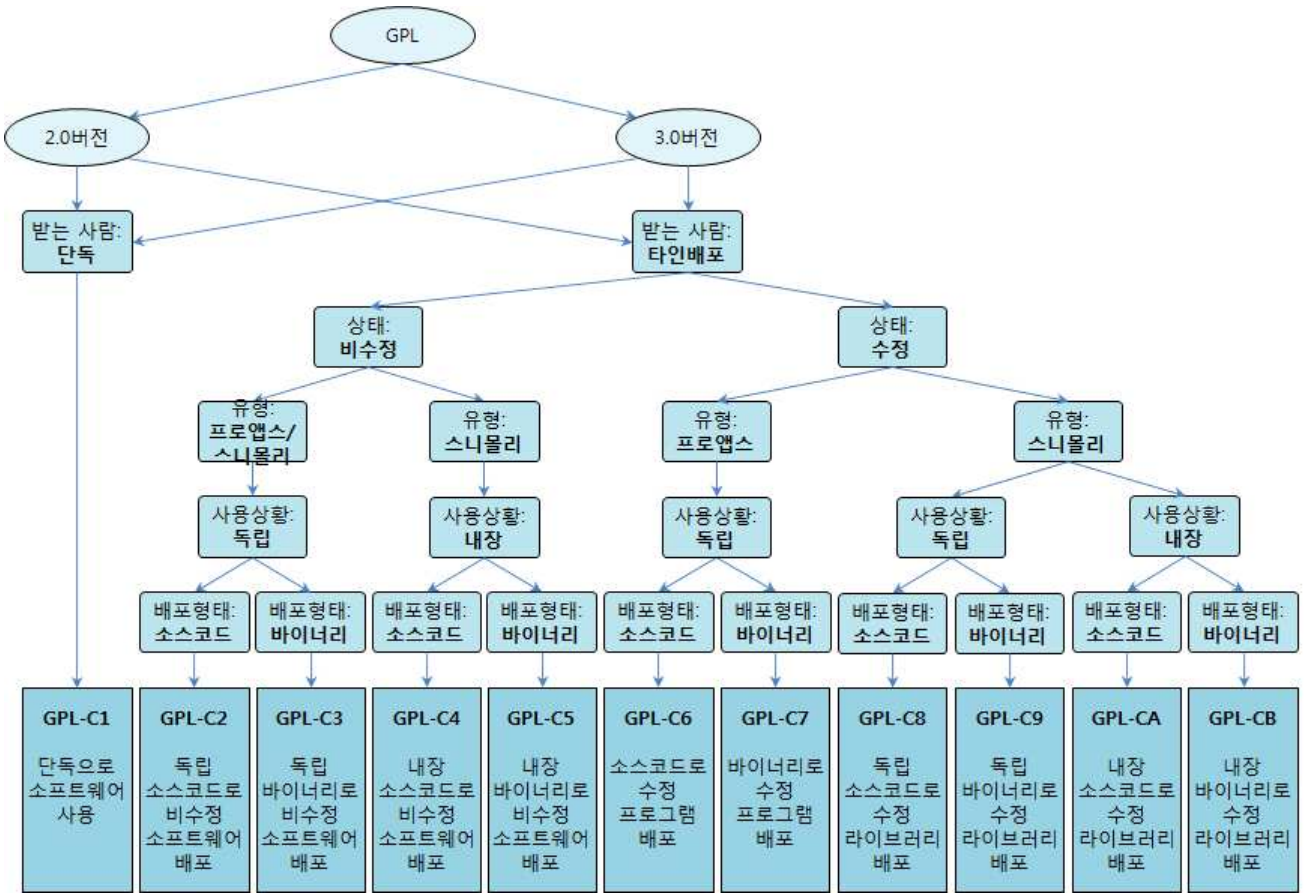 GPL
2.0버전
3.0버전
받는 사람:
단독
받는 사람:
타인배포
상태:
비수정
상태:
수정
유형:
프로앱스/
스니몰리
유형:
스니몰리
유형:
프로앱스
유형:
스니몰리
사용상황:
독립
사용상황:
내장
사용상황:
독립
사용상황:
독립
사용상황:
내장
배포형태:
소스코드
배포형태:
바이너리
배포형태:
소스코드
배포형태:
바이너리
배포형태:
소스코드
배포형태:
바이너리
배포형태:
소스코드
배포형태:
바이너리
배포형태:
소스코드
배포형태:
바이너리
GPL-C1
단독으로
소프트웨어
사용
GPL-C2
독립
소스코드로
비수정
소프트웨어
배포
GPL-C3
독립
바이너리로
비수정
소프트웨어
배포
GPL-C4
내장
소스코드로
비수정
소프트웨어
배포
GPL-C5
내장
바이너리로
비수정
소프트웨어
배포
GPL-C6
소스코드로
수정
프로그램
배포
GPL-C7
바이너리로
수정
프로그램
배포
GPL-C8
독립
소스코드로
수정
라이브러리
배포
GPL-C9
독립
바이너리로
수정
라이브러리
배포
GPL-CA
내장
소스코드로
수정
라이브러리
배포
GPL-CB
내장
바이너리로
수정
라이브러리
배포